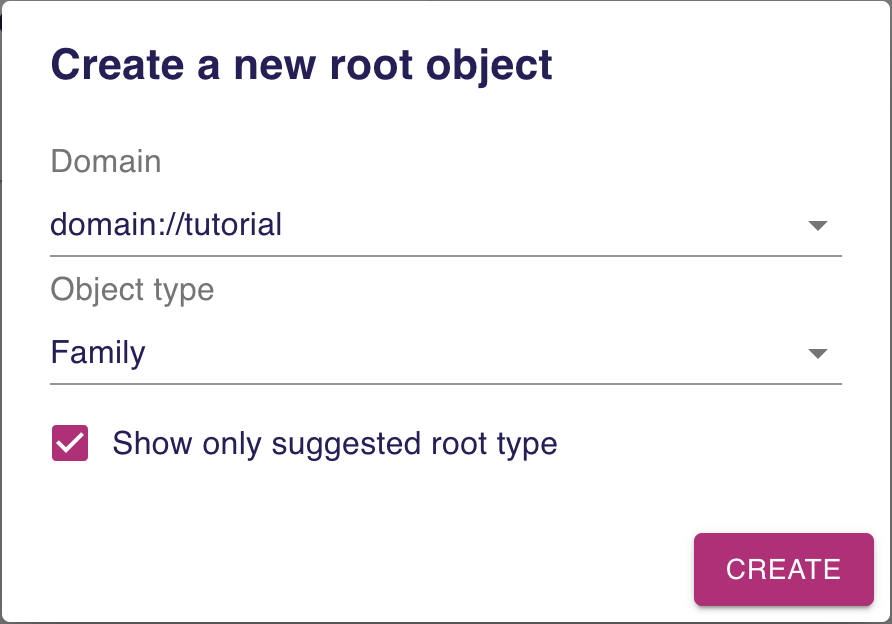 Create a new root object
Domain
domain://tutorial
Object type
Family
Show only suggested root type
CREATE